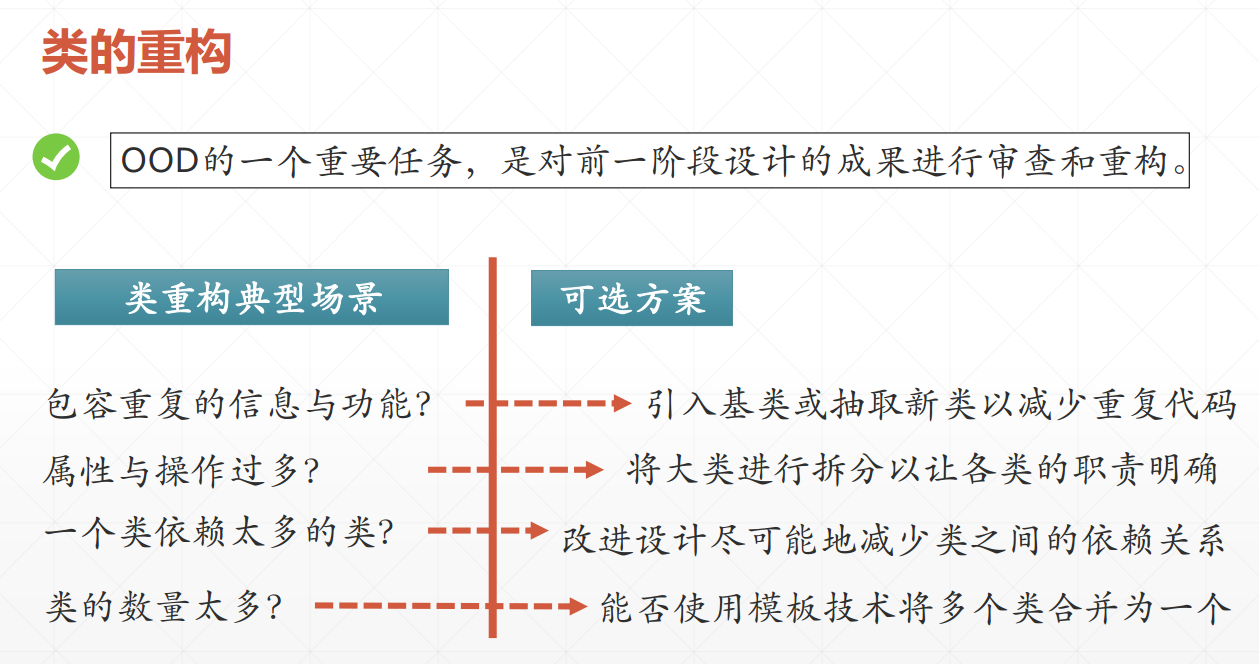 类的重构
OOD的一个重要任务，是对前一阶段设计的成果进行审查和重构。
类重构典型场景
可选方案
包容重复的信息与功能?
引入基类或抽取新类以减少重复代码
属性与操作过多?
将大类进行拆分以让各类的职责明确
一个类依赖太多的类?
改进设计尽可能地减少类之间的依赖关系
类的数量太多?
能否使用模板技术将多个类合并为一个